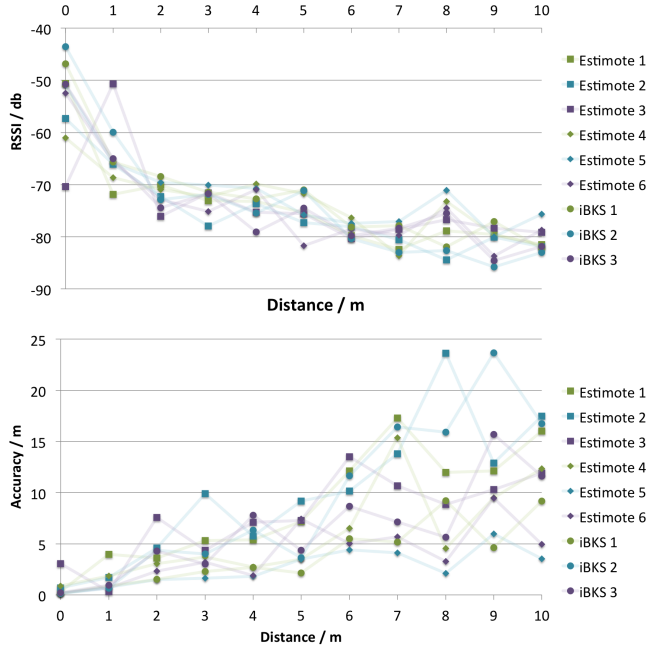 0 1 2 3 4 5 6 7 8 9 10
-40
-50
-60
-70
-80
-90
RSSI / db
Distance / m
Estimote 1
Estimote 2
Estimote 3
Estimote 4
Estimote 5
Estimote 6
iBKS 1
iBKS 2
iBKS 3
25
20
15
10
5
0
Accuracy / m
0 1 2 3 4 5 6 7 8 9 10
Distance / m
Estimote 1
Estimote 2
Estimote 3
Estimote 4
Estimote 5
Estimote 6
iBKS 1
iBKS 2
iBKS 3